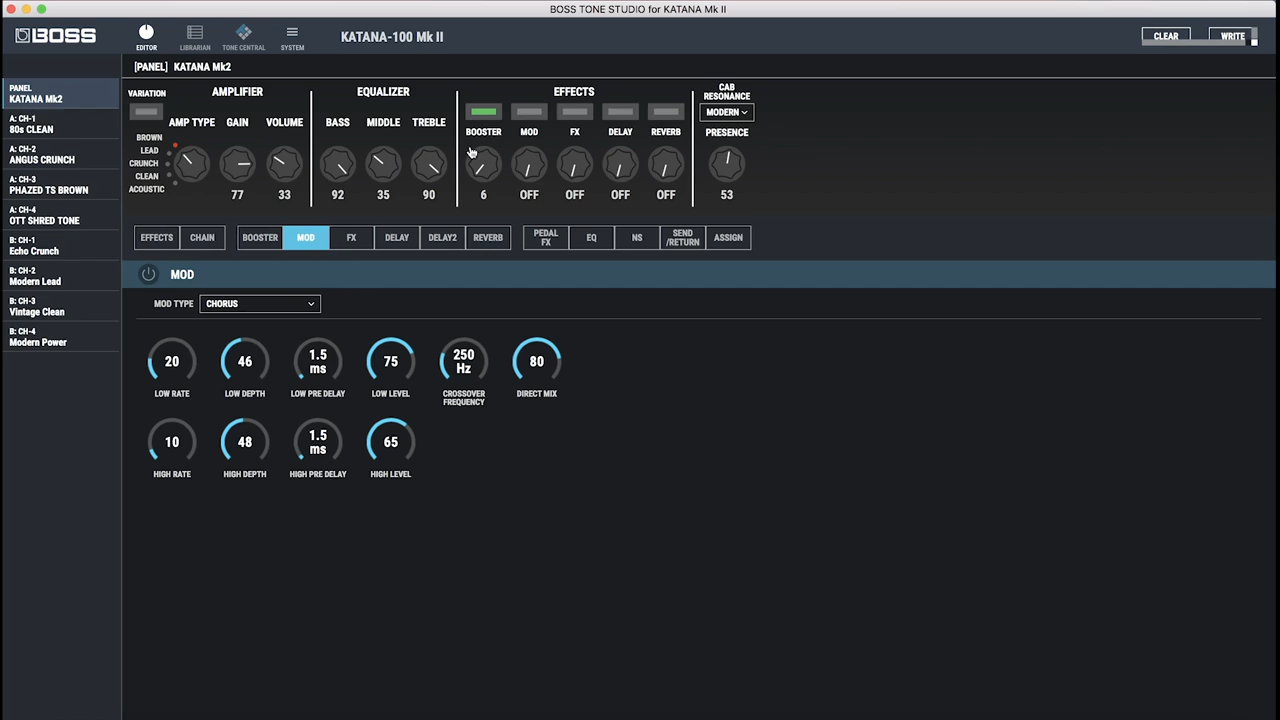 BOSS TONE STUDIO for KATANA Mk II
BOSS
EDITOR
LIBRARIAN
TONE CENTRAL
SYSTEM
KATANA-100 Mk II
CLEAR
WRITE
[PANEL] KATANA Mk2
PANEL
KATANA Mk2
A: CH-1
80s CLEAN
A: CH-2
ANGUS CRUNCH
A: CH-3
PHAZED TS BROWN
A: CH-4
OTT SHRED TONE
B: CH-1
Echo Crunch
B: CH-2
Modern Lead
B: CH-3
Vintage Clean
B: CH-4
Modern Power
VARIATION
AMPLIFIER
EQUALIZER
EFFECTS
CAB
RESONANCE
MODERN
AMP TYPE
GAIN
VOLUME
BASS
MIDDLE
TREBLE
BOOSTER
MOD
FX
DELAY
REVERB
PRESENCE
BROWN
LEAD
CRUNCH
CLEAN
ACOUSTIC
77
33
92
35
90
6
OFF
OFF
OFF
OFF
53
EFFECTS
CHAIN
BOOSTER
MOD
FX
DELAY
DELAY2
REVERB
PEDAL
FX
EQ
NS
SEND
/RETURN
ASSIGN
MOD
MOD TYPE
CHORUS
20
46
1.5
ms
75
250
Hz
80
LOW RATE
LOW DEPTH
LOW PRE DELAY
LOW LEVEL
CROSSOVER
FREQUENCY
DIRECT MIX
10
48
1.5
ms
65
HIGH RATE
HIGH DEPTH
HIGH PRE DELAY
HIGH LEVEL